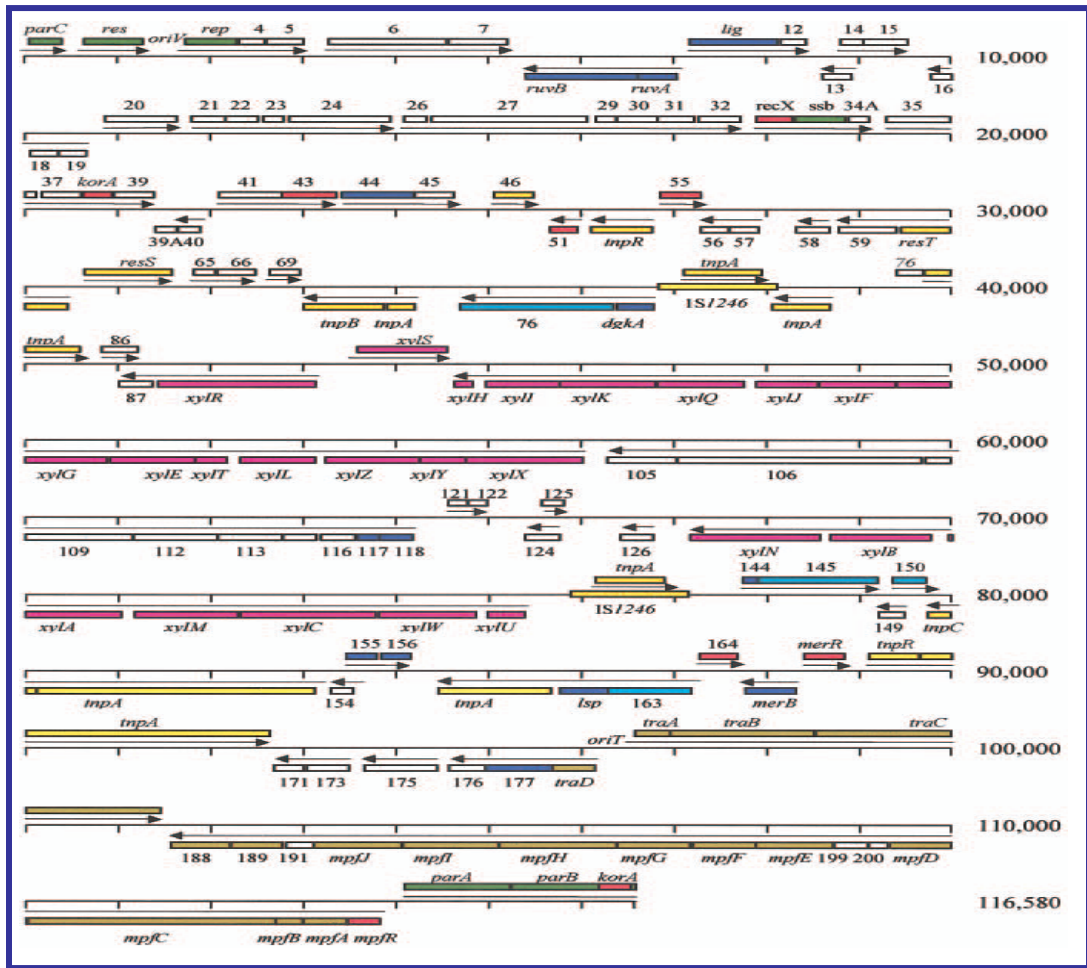 parC res oriV rep 4 5 6 7 lig 12 14 15
10,000
ruvB ruvA 13 16
20 21 22 23 24 26 27 29 30 31 32 recX ssb 34A 35
20,000
18 19
37 korA 39 41 43 44 45 46 55
30,000
39A 40 51 tnpR 56 57 58 59 resT
resS 65 66 69 tnpA 76
40,000
tnpB tnpA 76 dgkA IS1246 tnpA
tnpA 86 xylS
50,000
87 xylR xylH xylI xylK xylQ xylJ xylF
60,000
xylG xylE xylT xylL xylZ xylY xylX 105 106
121 122 125
70,000
109 112 113 116 117 118 124 126 xylN xylB
tnpA 144 145 150
80,000
xylA xylM xylC xylW xylU IS1246 149 tnpC
155 156 164 merR tnpR
90,000
tnpA 154 tnpA lsp 163 merB
tnpA oriT traA traB traC
100,000
171 173 175 176 177 traD
110,000
188 189 191 mpfJ mpfI mpfH mpfG mpfF mpfE 199 200 mpfD
parA parB korA
116,580
mpfC mpfB mpfA mpfR